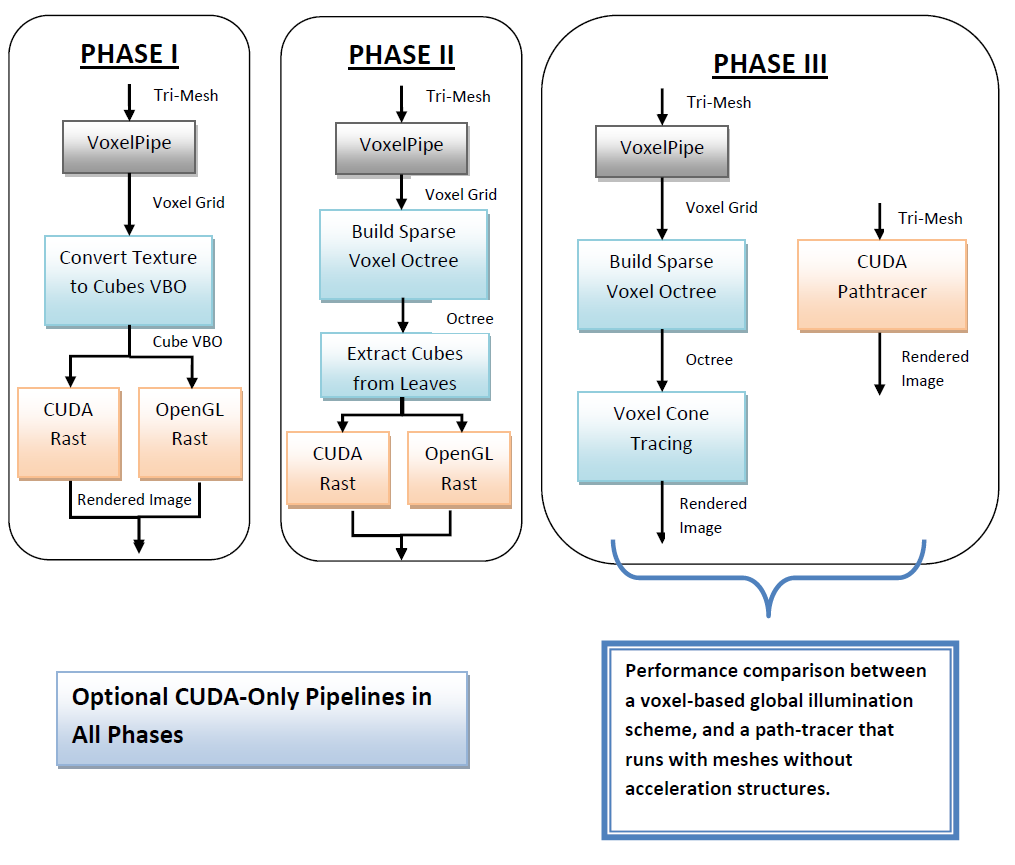 PHASE I
Tri-Mesh
VoxelPipe
Voxel Grid
Convert Texture
to Cubes VBO
Cube VBO
CUDA
Rast
OpenGL
Rast
Rendered Image
PHASE II
Tri-Mesh
VoxelPipe
Voxel Grid
Build Sparse
Voxel Octree
Octree
Extract Cubes
from Leaves
CUDA
Rast
OpenGL
Rast
PHASE III
Tri-Mesh
VoxelPipe
Voxel Grid
Build Sparse
Voxel Octree
Octree
Voxel Cone
Tracing
Rendered
Image
Tri-Mesh
CUDA
Pathtracer
Rendered
Image
Optional CUDA-Only Pipelines in
All Phases
Performance comparison between
a voxel-based global illumination
scheme, and a path-tracer that
runs with meshes without
acceleration structures.